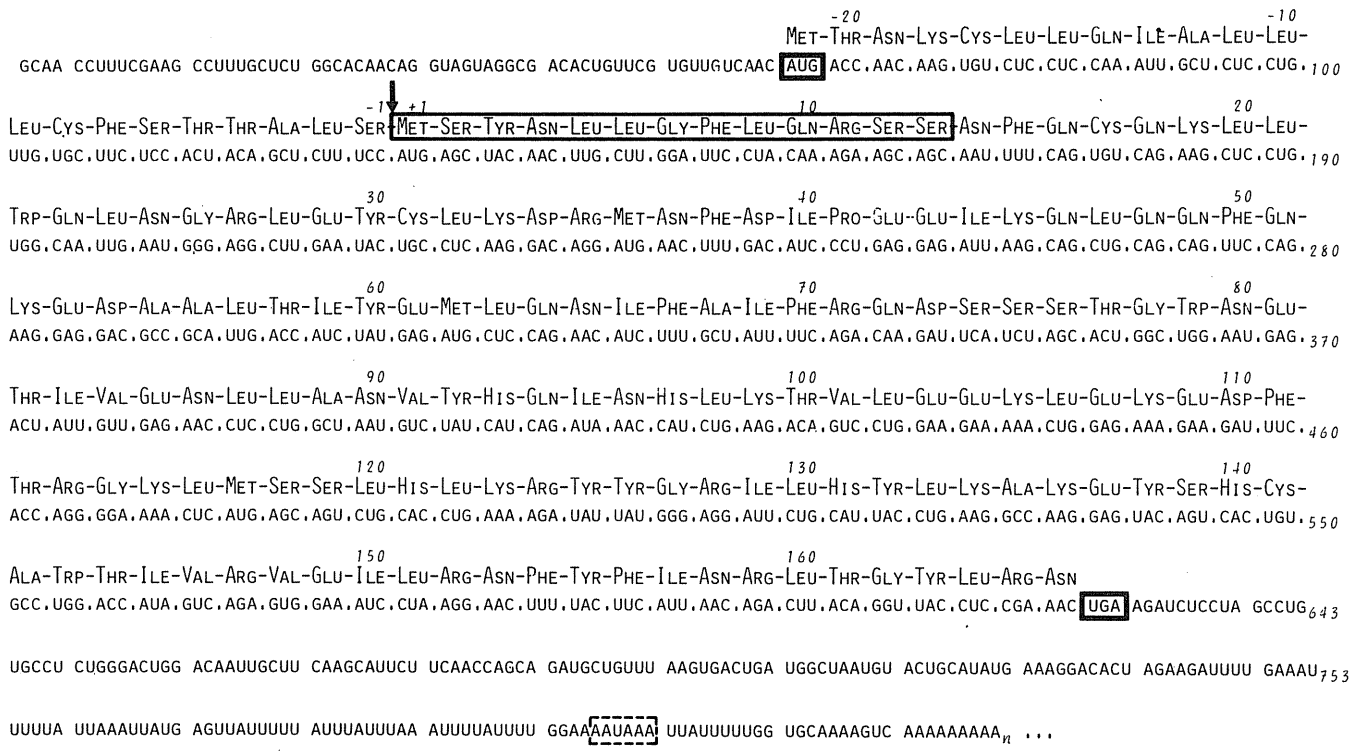 -20 -10
MET-THR-ASN-LYS-CYS-LEU-LEU-GLN-ILE-ALA-LEU-LEU-
GCAA CCUUUCGAAG CCUUUGCUCU GGCACAACAG GUAGUAGGCG ACACUGUUCG UGUUGUCAAC AUG ACC.AAC.AAG.UGU.CUC.CUC.CAA.AUU.GCU.CUC.CUG.100
-1 +1 10 20
LEU-CYS-PHE-SER-THR-THR-ALA-LEU-SER-MET-SER-TYR-ASN-LEU-LEU-GLY-PHE-LEU-GLN-ARG-SER-SER-ASN-PHE-GLN-CYS-GLN-LYS-LEU-LEU-
UUG.UGC.UUC.UCC.ACU.ACA.GCU.CUU.UCC.AUG.AGC.UAC.AAC.UUG.CUU.GGA.UUC.CUA.CAA.AGA.AGC.AGC.AAU.UUU.CAG.UGU.CAG.AAG.CUC.CUG.190
30 40 50
TRP-GLN-LEU-ASN-GLY-ARG-LEU-GLU-TYR-CYS-LEU-LYS-ASP-ARG-MET-ASN-PHE-ASP-ILE-PRO-GLU-GLU-ILE-LYS-GLN-LEU-GLN-GLN-PHE-GLN-
UGG.CAA.UUG.AAU.GGG.AGG.CUU.GAA.UAC.UGC.CUC.AAG.GAC.AGG.AUG.AAC.UUU.GAC.AUC.CCU.GAG.GAG.AUU.AAG.CAG.CUG.CAG.CAG.UUC.CAG.280
60 70 80
LYS-GLU-ASP-ALA-ALA-LEU-THR-ILE-TYR-GLU-MET-LEU-GLN-ASN-ILE-PHE-ALA-ILE-PHE-ARG-GLN-ASP-SER-SER-SER-THR-GLY-TRP-ASN-GLU
AAG.GAG.GAC.GCC.GCA.UUG.ACC.AUC.UAU.GAG.AUG.CUC.CAG.AAC.AUC.UUU.GCU.AUU.UUC.AGA.CAA.GAU.UCA.UCU.AGC.ACU.GGC.UGG.AAU.GAG.370
90 100 110
THR-ILE-VAL-GLU-ASN-LEU-LEU-ALA-ASN-VAL-TYR-HIS-GLN-ILE-ASN-HIS-LEU-LYS-THR-VAL-LEU-GLU-GLU-LYS-LEU-GLU-LYS-GLU-ASP-PHE-
ACU.AUU.GUU.GAG.AAC.CUC.CUG.GCU.AAU.GUC.UAU.CAU.CAG.AUA.AAC.CAU.CUG.AAG.ACA.GUC.CUG.GAA.GAA.AAA.CUG.GAG.AAA.GAA.GAU.UUC.460
120 130 140
THR-ARG-GLY-LYS-LEU-MET-SER-SER-LEU-HIS-LEU-LYS-ARG-TYR-TYR-GLY-ARG-ILE-LEU-HIS-TYR-LEU-LYS-ALA-LYS-GLU-TYR-SER-HIS-CYS-
ACC.AGG.GGA.AAA.CUC.AUG.AGC.AGU.CUG.CAC.CUG.AAA.AGA.UAU.UAU.GGG.AGG.AUU.CUG.CAU.UAC.CUG.AAG.GCC.AAG.GAG.UAC.AGU.CAC.UGU.550
150 160
ALA-TRP-THR-ILE-VAL-ARG-VAL-GLU-ILE-LEU-ARG-ASN-PHE-TYR-PHE-ILE-ASN-ARG-LEU-THR-GLY-TYR-LEU-ARG-ASN
GCC.UGG.ACC.AUA.GUC.AGA.GUG.GAA.AUC.CUA.AGG.AAC.UUU.UAC.UUC.AUU.AAC.AGA.CUU.ACA.GGU.UAC.CUC.CGA.AAC UGA AGAUCUCCUA GCCUG643
UGCCU CUGGGACUGG ACAAUUGCUU CAAGCAUUCU UCAACCAGCA GAUGCUGUUU AAGUGACUGA UGGCUAAUGU ACUGCAUAUG AAAGGACACU AGAAGAUUUU GAAAU753
UUUUA UUAAAUUAUG AGUUAUUUUU AUUUAUUUAA AUUUUAUUUU GGAAAAUAAA UUAUUUUUGG UGCAAAAGUC AAAAAAAAAn ...